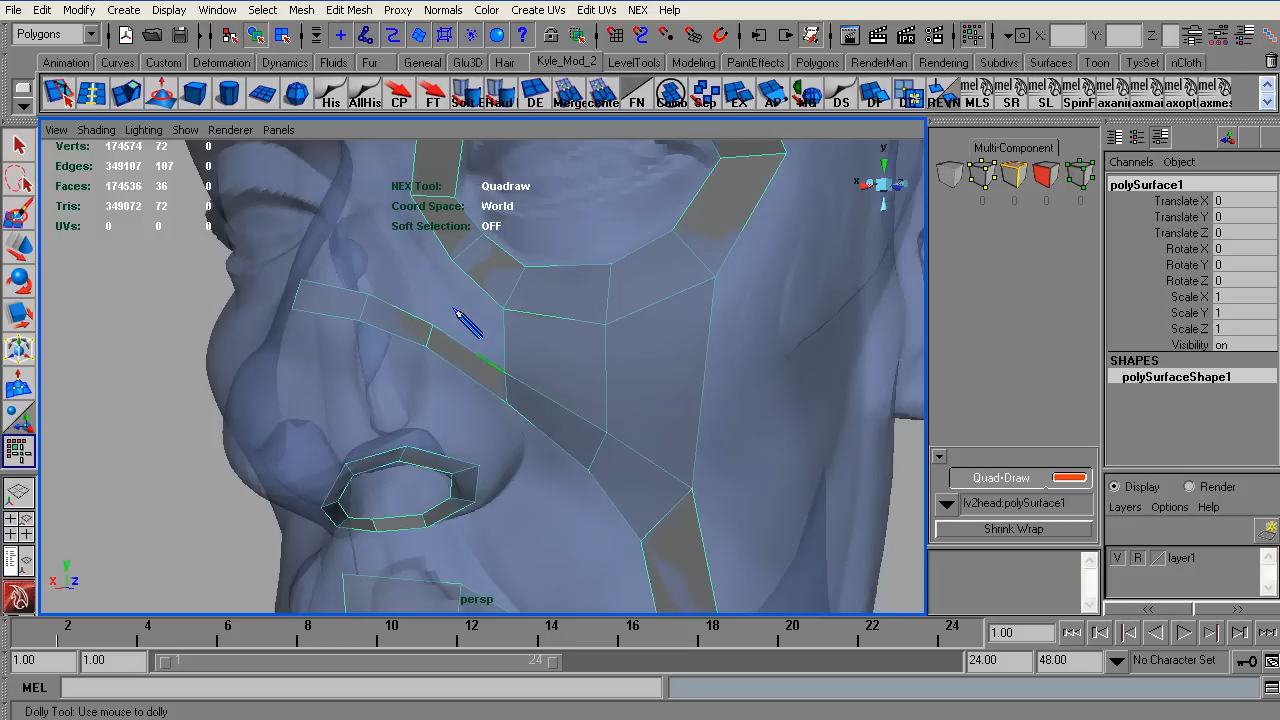 File Edit Modify Create Display Window Select Mesh Edit Mesh Proxy Normals Color Create UVs Edit UVs NEX Help
Polygons X: Y: Z:
Animation Curves Custom Deformation Dynamics Fluids Fur General Glu3D Hair Kyle_Mod_2 LevelTools Modeling PaintEffects Polygons RenderMan Rendering Subdivs Surfaces Toon TysSet nCloth
His AllHis CP FT DE FN Comb Sep EX AP MG DS DF REVN MLS SR SL SpinF
View Shading Lighting Show Renderer Panels
Verts: 174574 72 0
Edges: 349107 107 0
Faces: 174536 36 0
Tris: 349072 72 0
UVs: 0 0 0
NEX Tool: Quadraw
Coord Space: World
Soft Selection: OFF
y
x
Multi-Component
0 0 0 0
Channels Object
polySurface1
Translate X 0
Translate Y 0
Translate Z 0
Rotate X 0
Rotate Y 0
Rotate Z 0
Scale X 1
Scale Y 1
Scale Z 1
Visibility on
SHAPES
polySurfaceShape1
Quad-Draw
lv2head:polySurface1
Shrink Wrap
Display Render
Layers Options Help
V R layer1
<< >>
y
x z
persp
2 4 6 8 10 12 14 16 18 20 22 24
1.00
1.00 1.00 1 24 24.00 48.00 No Character Set
MEL
Dolly Tool: Use mouse to dolly